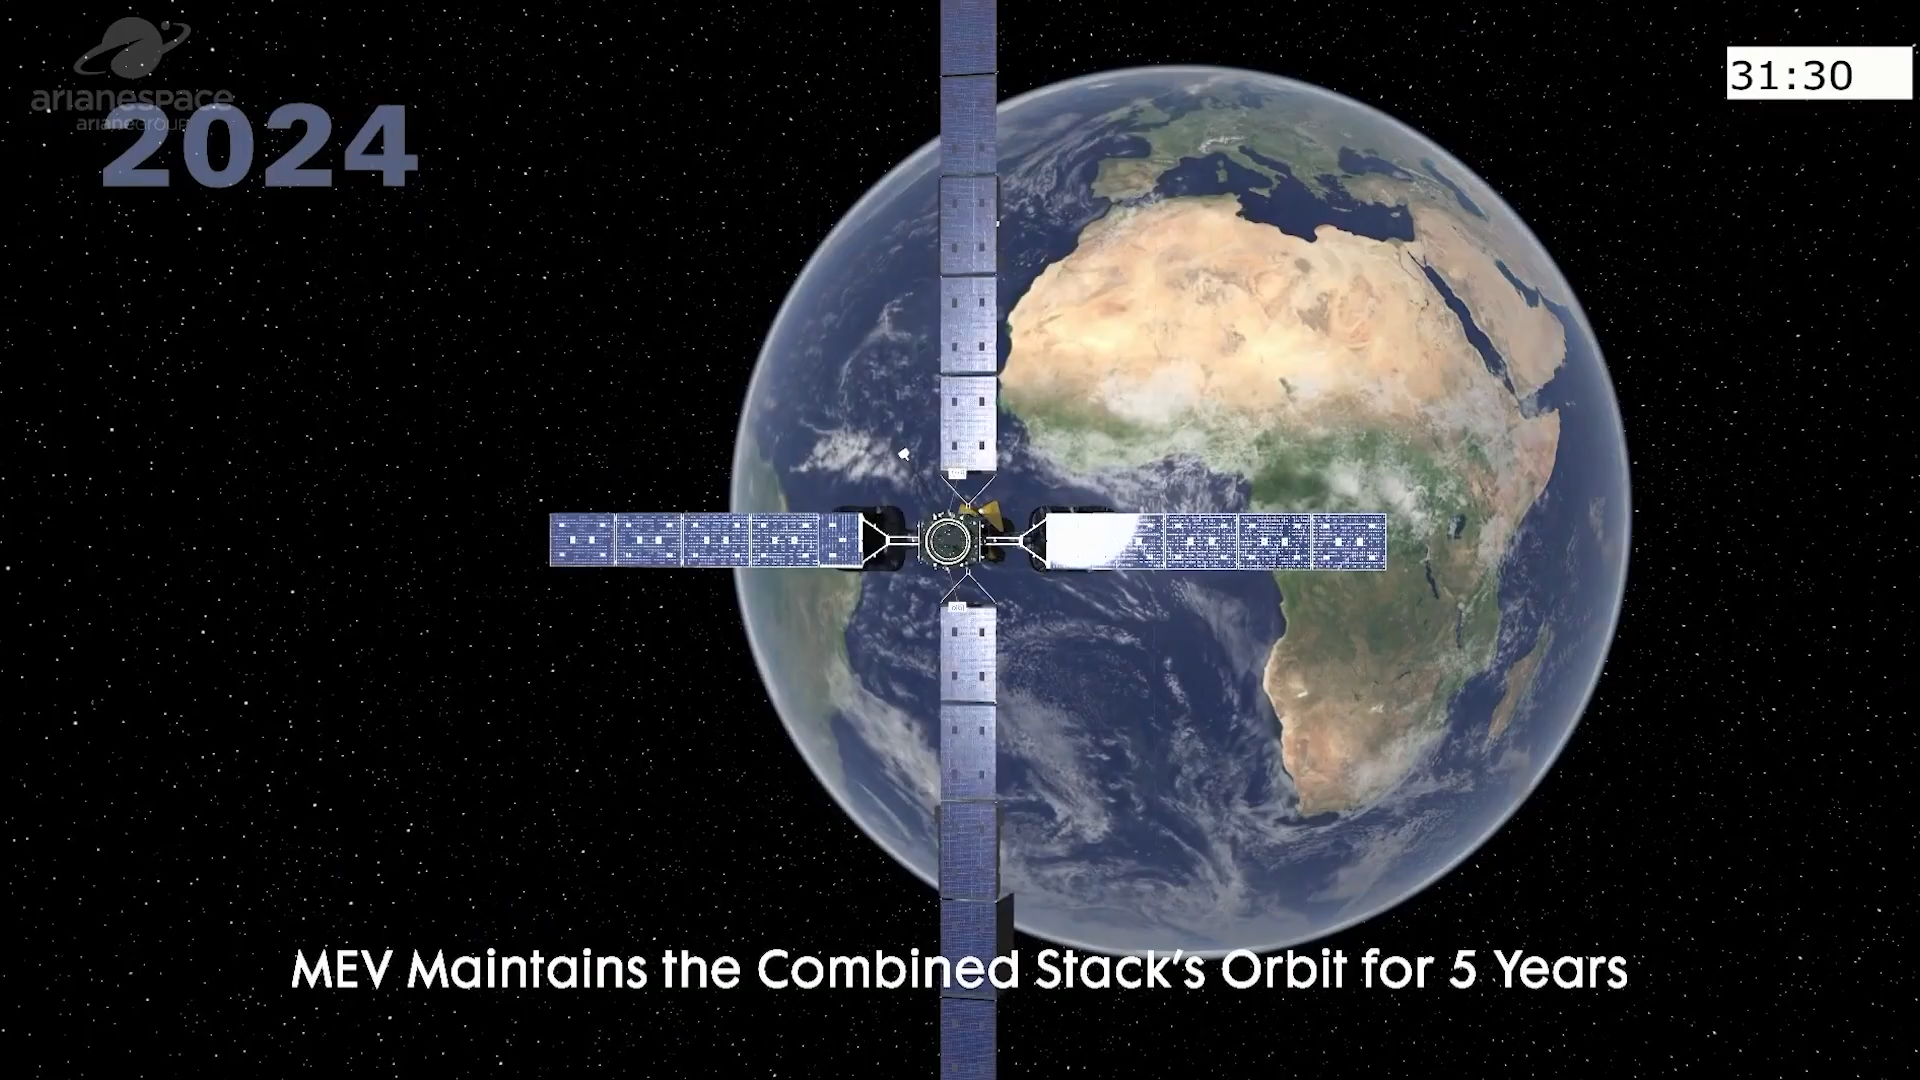 arianespace
arianeGROUP
2024
31:30
MEV Maintains the Combined Stack's Orbit for 5 Years